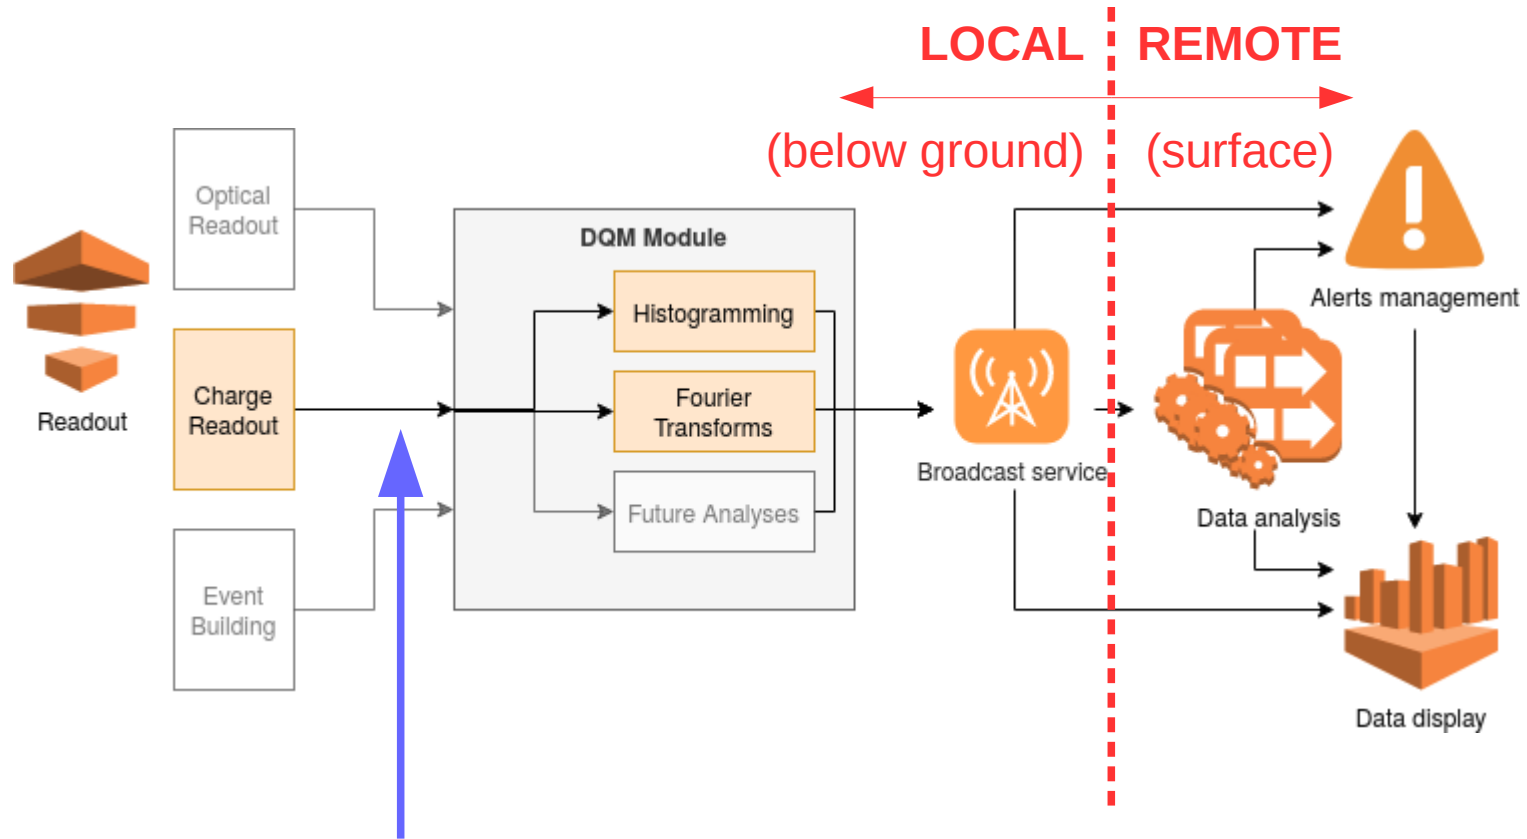 LOCAL
REMOTE
(below ground)
(surface)
Optical
Readout
Readout
Charge
Readout
Event
Building
DQM Module
Histogramming
Fourier
Transforms
Future Analyses
Broadcast service
Alerts management
Data analysis
Data display